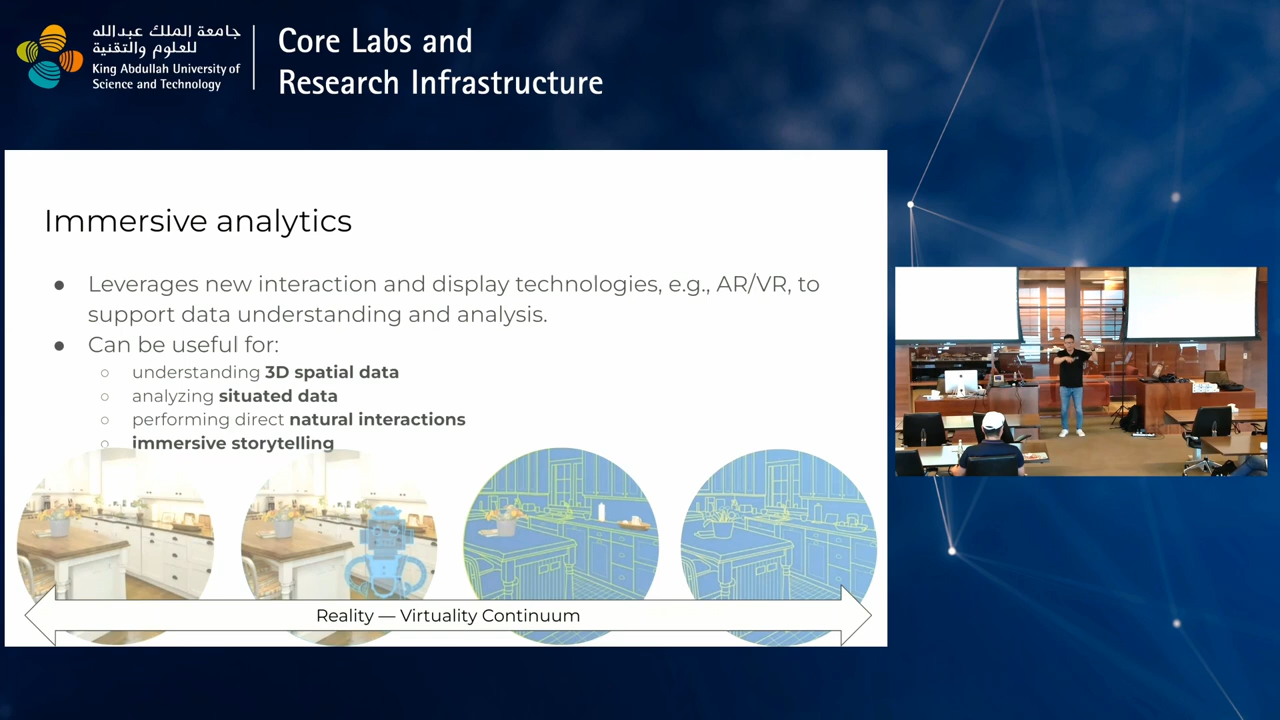 جامعة الملك عبدالله
للعلوم والتقنية
King Abdullah University of
Science and Technology
Core Labs and
Research Infrastructure
Immersive analytics
● Leverages new interaction and display technologies, e.g., AR/VR, to
support data understanding and analysis.
● Can be useful for:
○ understanding 3D spatial data
○ analyzing situated data
○ performing direct natural interactions
○ immersive storytelling
Reality — Virtuality Continuum